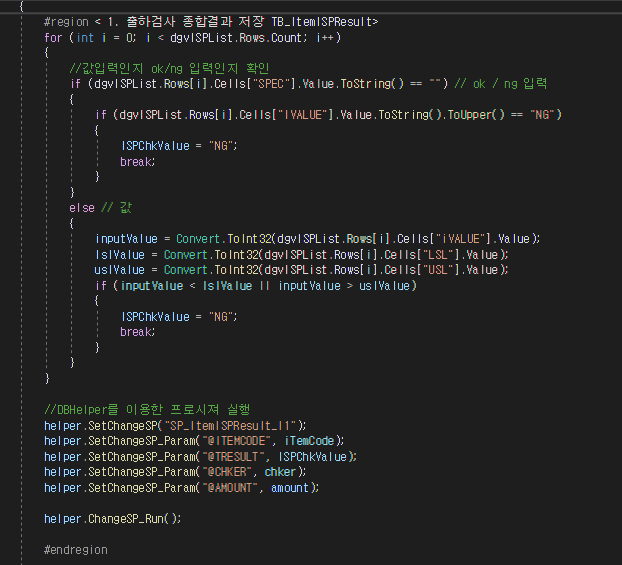 {
#region < 1. 출하검사 종합결과 저장 TB_ItemISPResult>
for (int i = 0; i < dgvISPList.Rows.Count; i++)
{
//값입력인지 ok/ng 입력인지 확인
if (dgvISPList.Rows[i].Cells["SPEC"].Value.ToString() == "") // ok / ng 입력
{
if (dgvISPList.Rows[i].Cells["IVALUE"].Value.ToString().ToUpper() == "NG")
{
ISPChkValue = "NG";
break;
}
}
else // 값
{
inputValue = Convert.ToInt32(dgvISPList.Rows[i].Cells["iVALUE"].Value);
lslValue = Convert.ToInt32(dgvISPList.Rows[i].Cells["LSL"].Value);
uslValue = Convert.ToInt32(dgvISPList.Rows[i].Cells["USL"].Value);
if (inputValue < lslValue || inputValue > uslValue)
{
ISPChkValue = "NG";
break;
}
}
}
//DBHelper를 이용한 프로시져 실행
helper.SetChangeSP("SP_ItemISPResult_I1");
helper.SetChangeSP_Param("@ITEMCODE", iTemCode);
helper.SetChangeSP_Param("@TRESULT", ISPChkValue);
helper.SetChangeSP_Param("@CHKER", chker);
helper.SetChangeSP_Param("@AMOUNT", amount);
helper.ChangeSP_Run();
#endregion